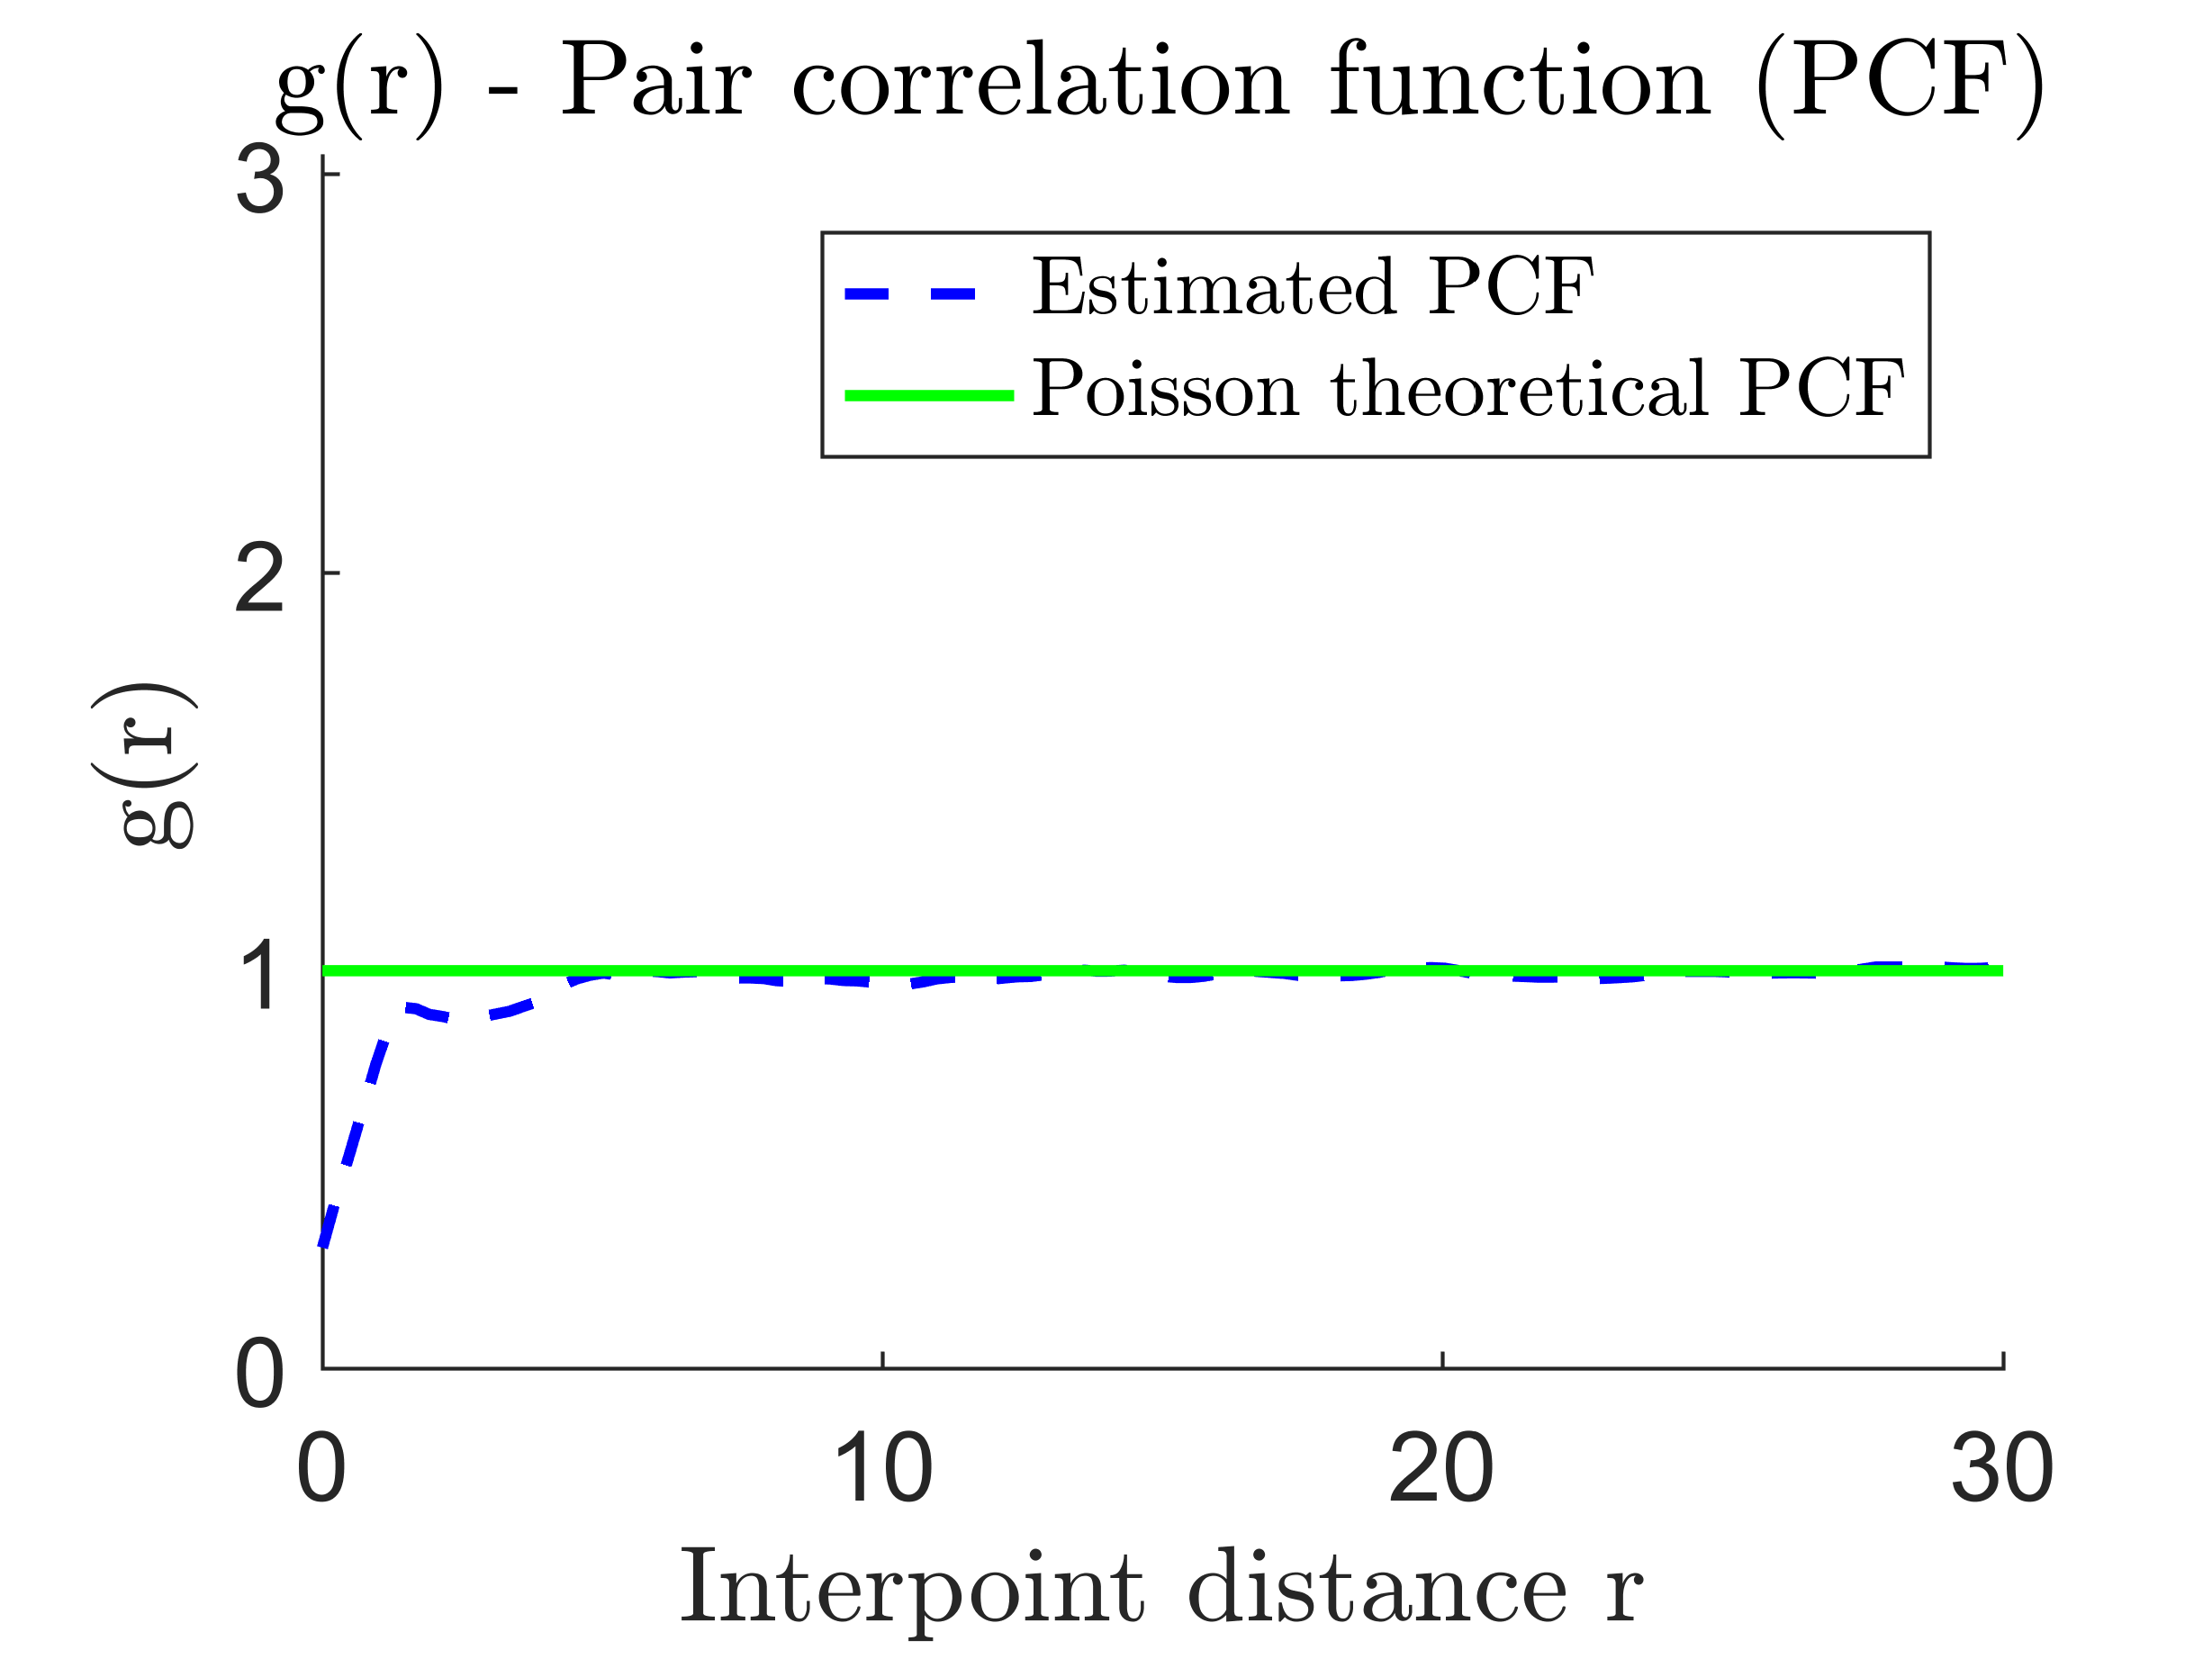 g(r) - Pair correlation function (PCF)
3
Estimated PCF
Poisson theoretical PCF
2
g(r)
1
0
0 10 20 30
Interpoint distance r